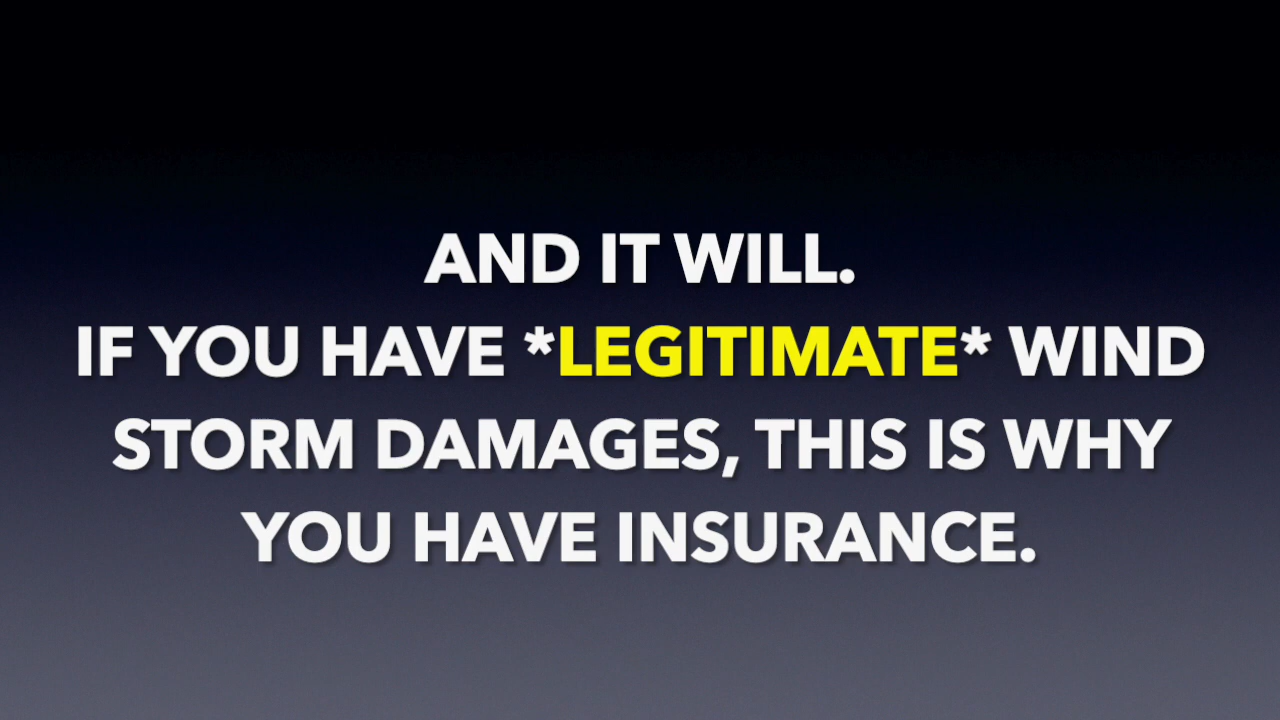 AND IT WILL.
IF YOU HAVE *LEGITIMATE* WIND
STORM DAMAGES, THIS IS WHY
YOU HAVE INSURANCE.